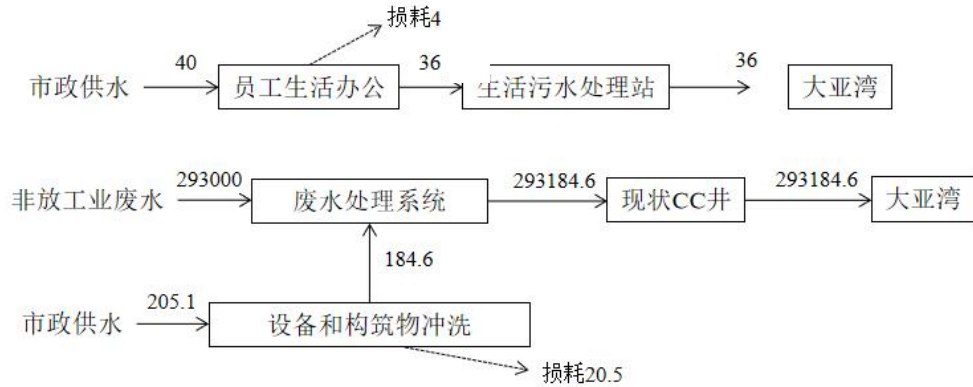 损耗4
40
36
36
市政供水
员工生活办公
生活污水处理站
大亚湾
293000
293184.6
293184.6
非放工业废水
废水处理系统
现状CC井
大亚湾
184.6
205.1
市政供水
设备和构筑物冲洗
损耗20.5